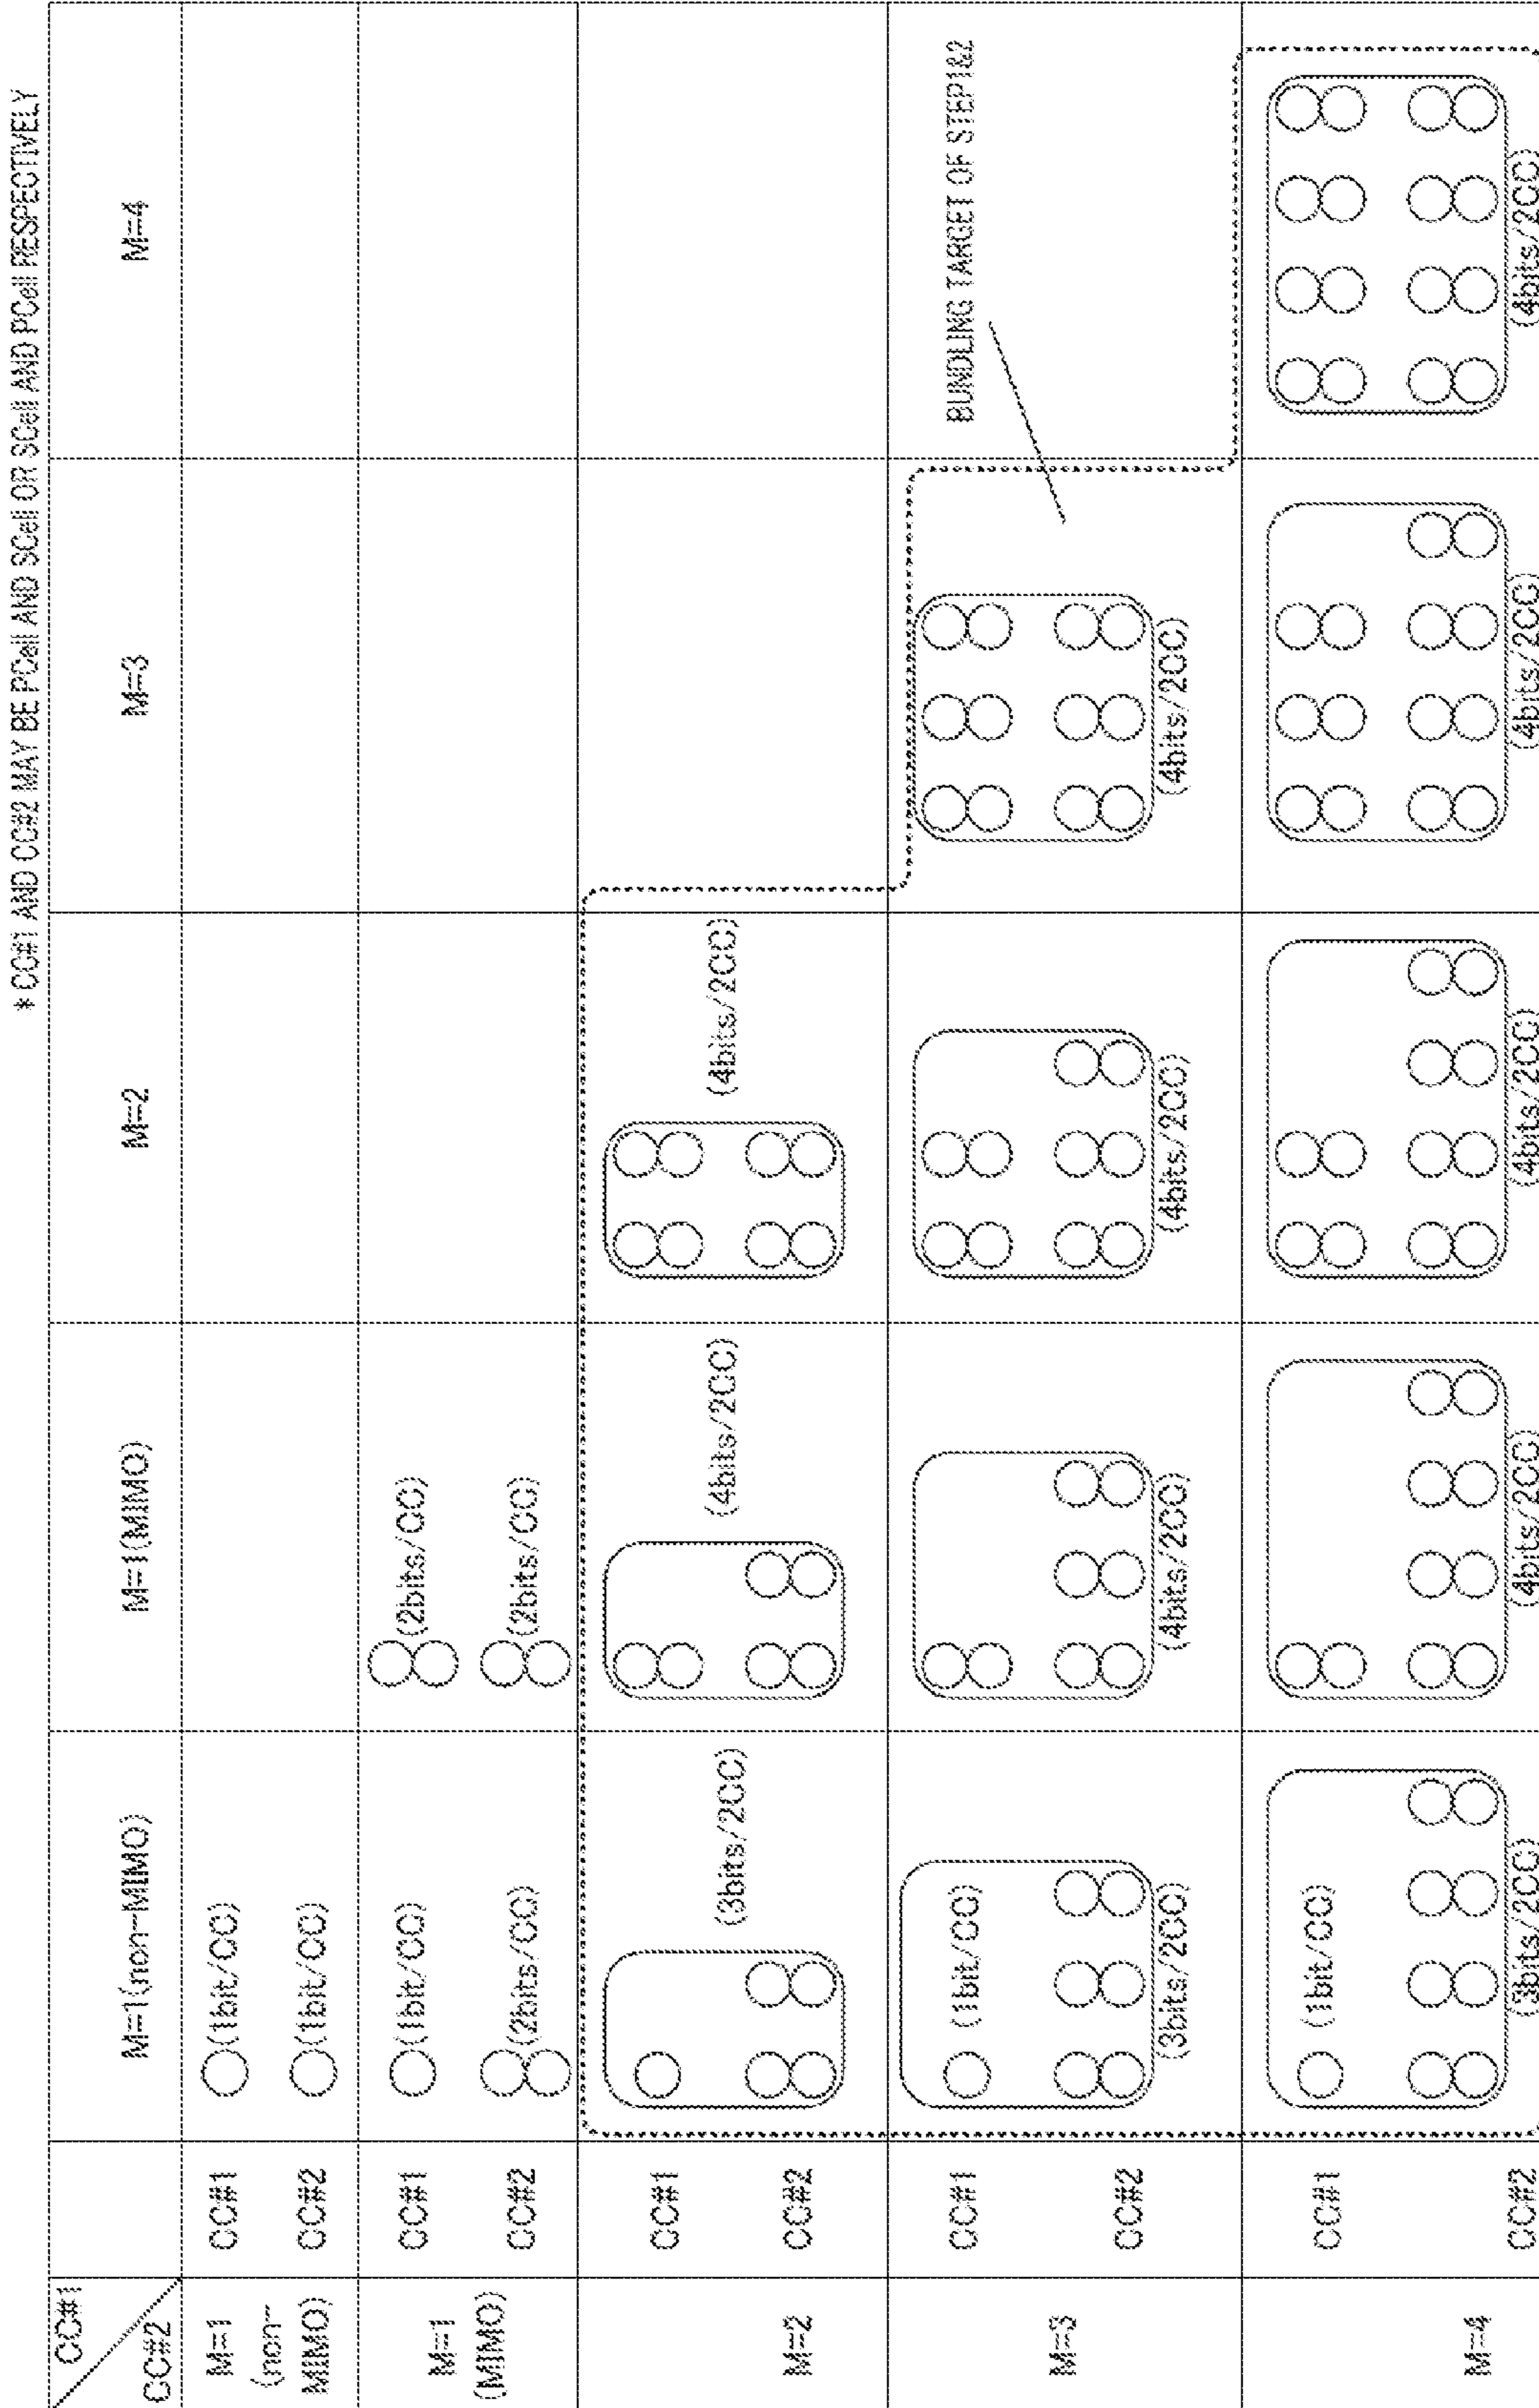 *CC#1 AND CC#2 MAY BE PCell AND SCell OR SCell AND PCell RESPECTIVELY
CC#1
CC#2
M=1(non-MIMO)
M=1(MIMO)
M=2
M=3
M=4
M=1
(non-
MIMO)
CC#1
(1bit/CC)
CC#2
(1bit/CC)
M=1
(MIMO)
CC#1
(1bit/CC)
(2bits/CC)
CC#2
(2bits/CC)
(2bits/CC)
M=2
CC#1
CC#2
(3bits/2CC)
(4bits/2CC)
(4bits/2CC)
M=3
CC#1
(1bit/CC)
BUNDLING TARGET OF STEP1&2
CC#2
(3bits/2CC)
(4bits/2CC)
(4bits/2CC)
(4bits/2CC)
M=4
CC#1
(1bit/CC)
CC#2
(3bits/2CC)
(4bits/2CC)
(4bits/2CC)
(4bits/2CC)
(4bits/2CC)